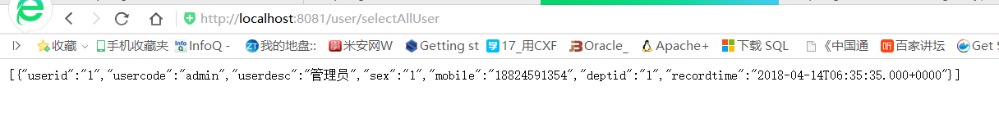 http://localhost:8081/user/selectAllUser
收藏 手机收藏夹 InfoQ - 我的地盘:: 米安网W Getting st 17_用CXF Oracle_ Apache+ 下载 SQL 《中国通 百家讲坛 Get S
[{"userid":"1","usercode":"admin","userdesc":"管理员","sex":"1","mobile":"18824591354","deptid":"1","recordtime":"2018-04-14T06:35:35.000+0000"}]